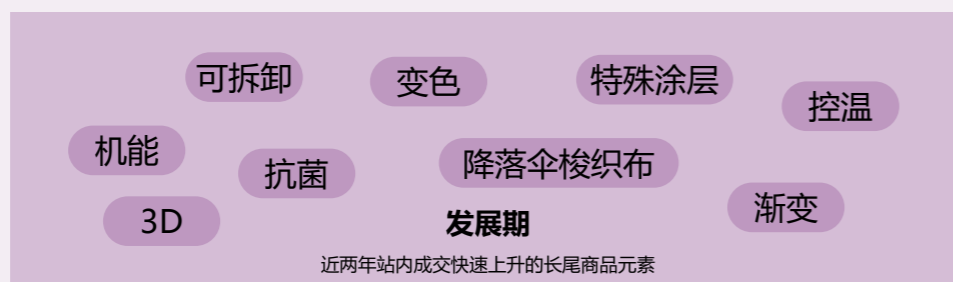 可拆卸
变色
特殊涂层
控温
机能
抗菌
降落伞梭织布
3D
渐变
发展期
近两年站内成交快速上升的长尾商品元素